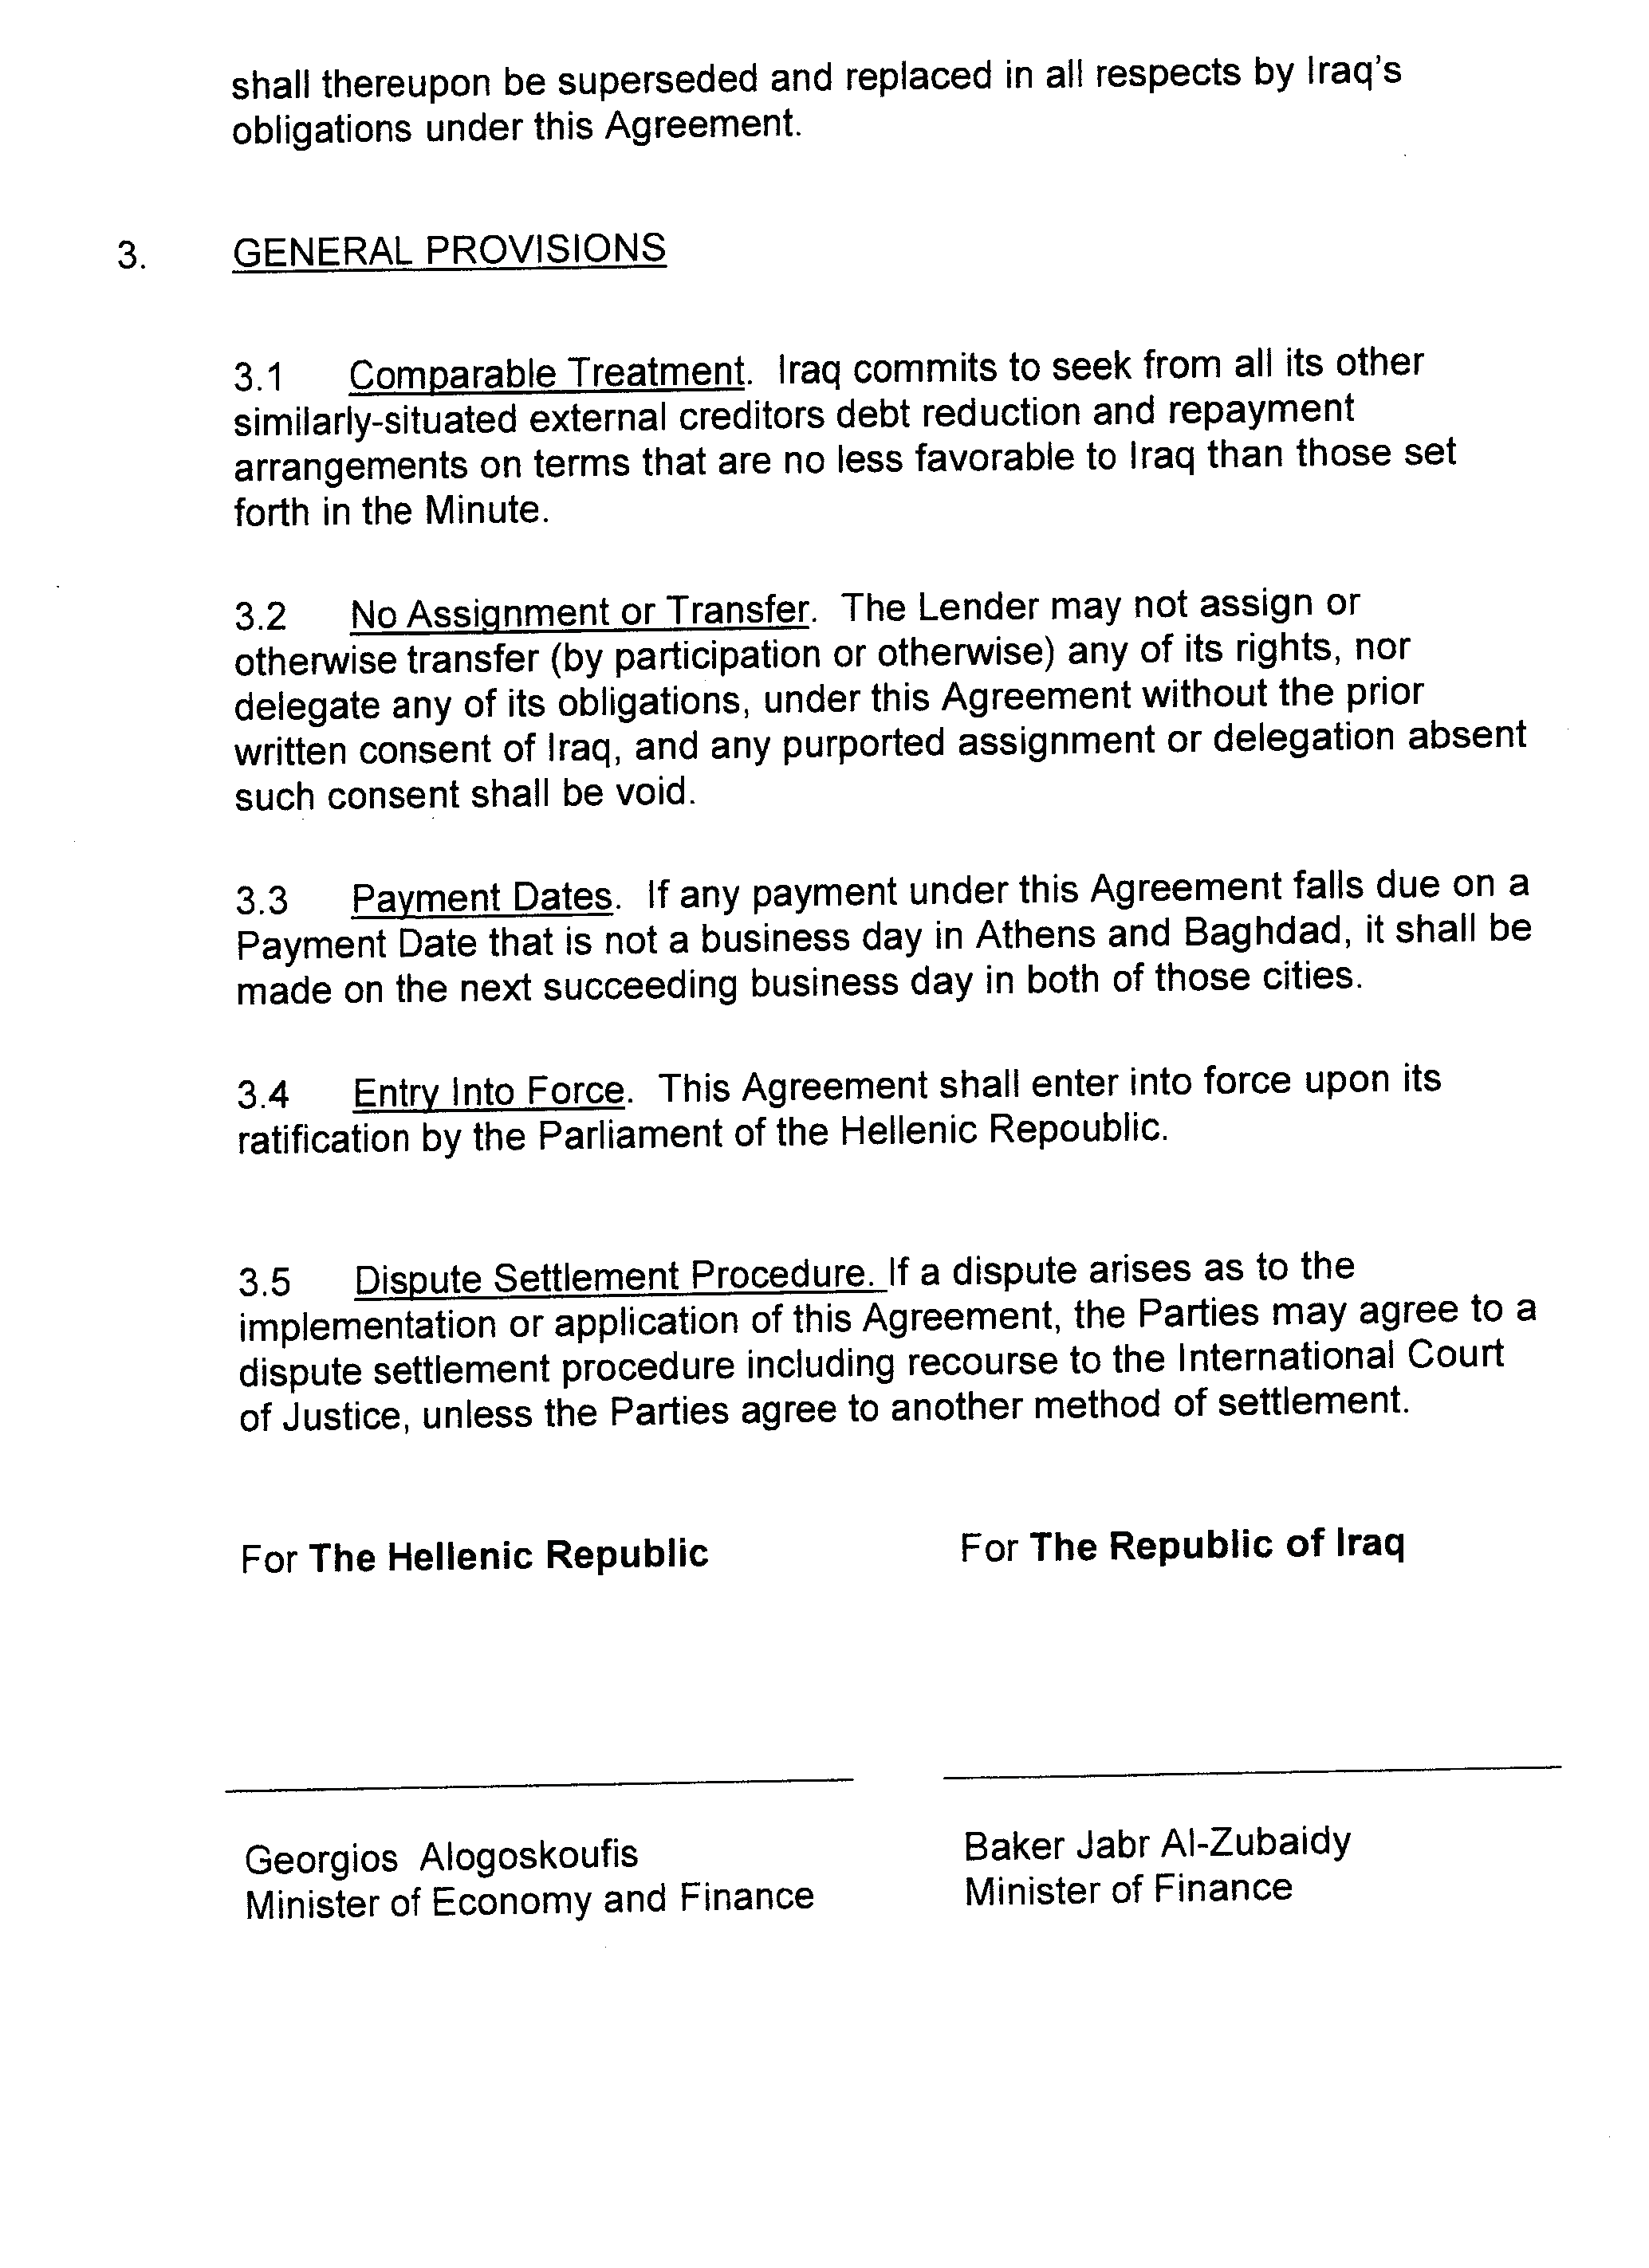 shall thereupon be superseded and replaced in all respects by Iraq's
obligations under this Agreement.
3. GENERAL PROVISIONS
3.1 Comparable Treatment. Iraq commits to seek from all its other
similarly-situated external creditors debt reduction and repayment
arrangements on terms that are no less favorable to Iraq than those set
forth in the Minute.
3.2 No Assignment or Transfer. The Lender may not assign or
otherwise transfer (by participation or otherwise) any of its rights, nor
delegate any of its obligations, under this Agreement without the prior
written consent of Iraq, and any purported assignment or delegation absent
such consent shall be void.
3.3 Payment Dates. If any payment under this Agreement falls due on a
Payment Date that is not a business day in Athens and Baghdad, it shall be
made on the next succeeding business day in both of those cities.
3.4 Entry Into Force. This Agreement shall enter into force upon its
ratification by the Parliament of the Hellenic Repoublic.
3.5 Dispute Settlement Procedure. If a dispute arises as to the
implementation or application of this Agreement, the Parties may agree to a
dispute settlement procedure including recourse to the International Court
of Justice, unless the Parties agree to another method of settlement.
For The Hellenic Republic For The Republic of Iraq
Georgios Alogoskoufis Baker Jabr Al-Zubaidy
Minister of Economy and Finance Minister of Finance